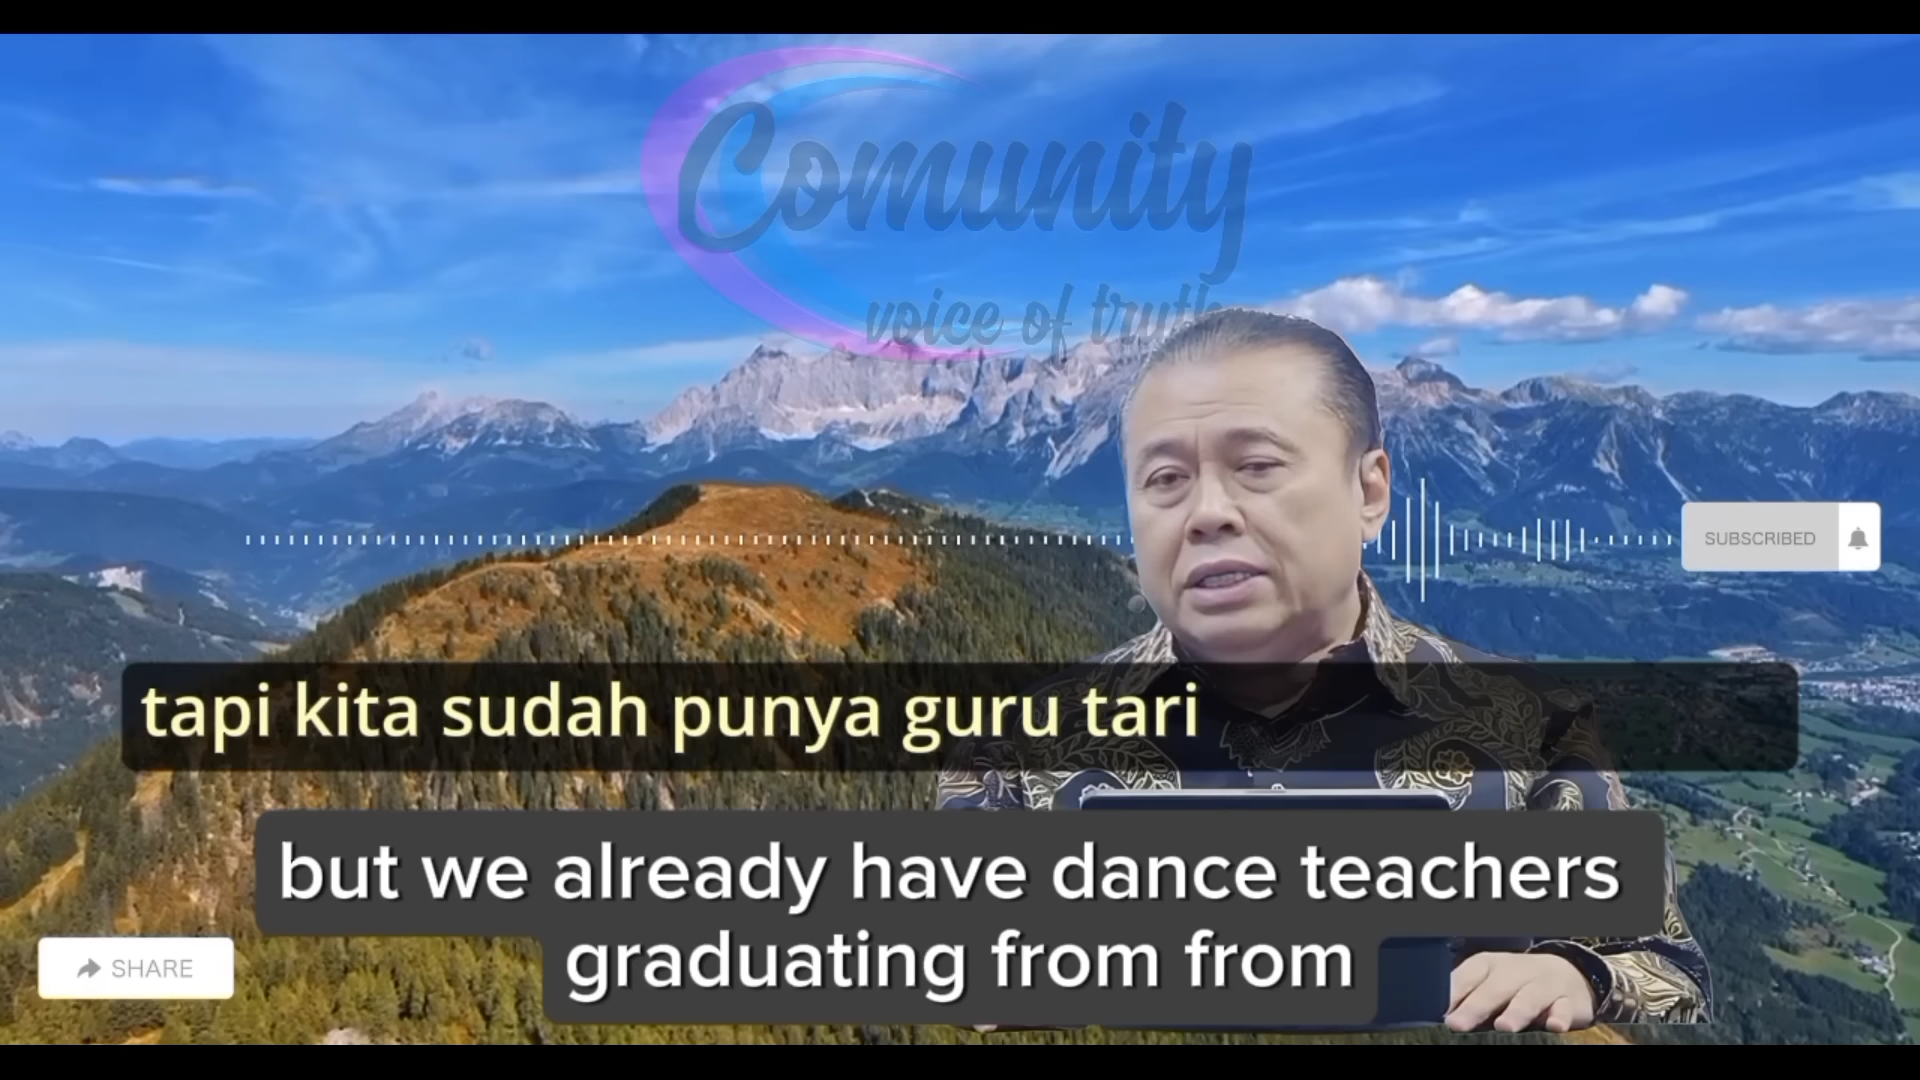 Comunity
voice of truth
SUBSCRIBED
tapi kita sudah punya guru tari
but we already have dance teachers
graduating from from
SHARE